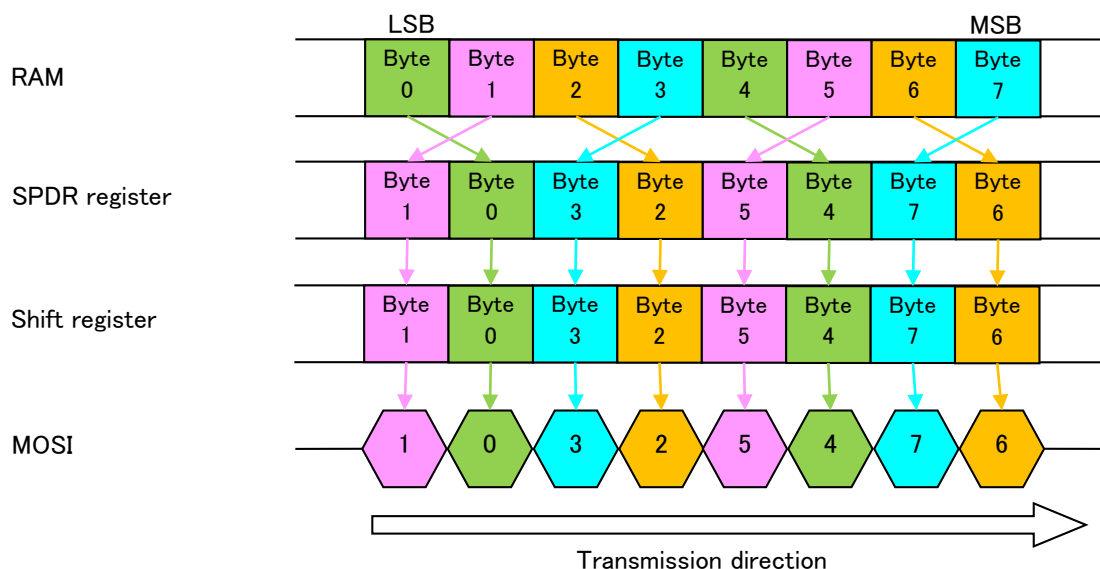 LSB MSB
RAM
Byte Byte Byte Byte Byte Byte Byte Byte
0 1 2 3 4 5 6 7
SPDR register
Byte Byte Byte Byte Byte Byte Byte Byte
1 0 3 2 5 4 7 6
Shift register
Byte Byte Byte Byte Byte Byte Byte Byte
1 0 3 2 5 4 7 6
MOSI 1 0 3 2 5 4 7 6
Transmission direction